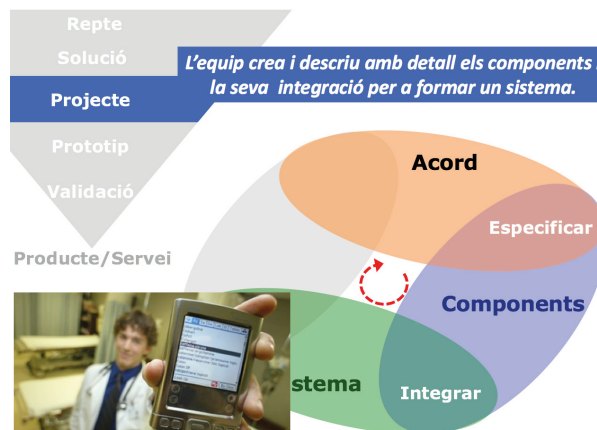 Repte
Solució
L'equip crea i descriu amb detall els components i
la seva integració per a formar un sistema.
Projecte
Acord
Prototip
Validació
Especificar
Producte/Servei
Components
stema
Integrar